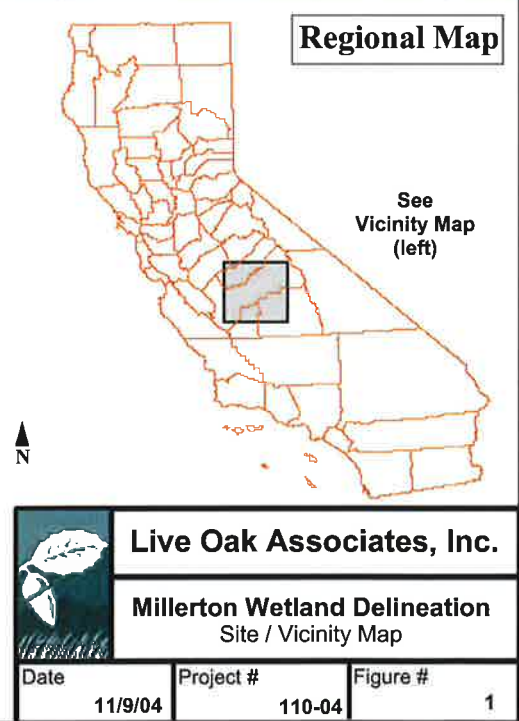 Regional Map
See
Vicinity Map
(left)
N
Live Oak Associates, Inc.
Millerton Wetland Delineation
Site / Vicinity Map
Date
11/9/04
Project #
110-04
Figure #
1